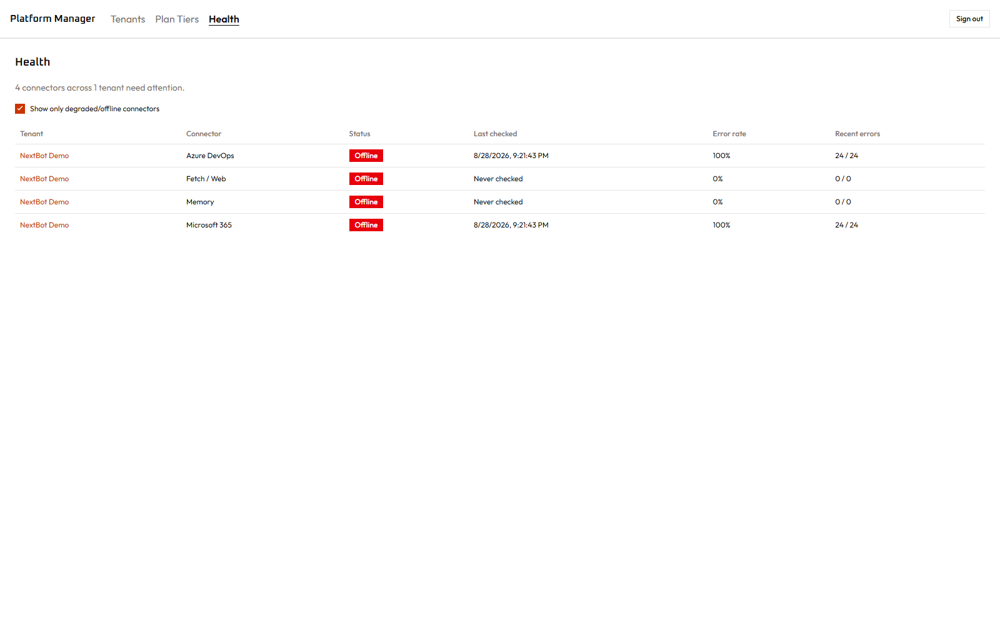 Platform Manager Tenants Plan Tiers Health Sign out
Health
4 connectors across 1 tenant need attention.
Show only degraded/offline connectors
Tenant Connector Status Last checked Error rate Recent errors
NextBot Demo Azure DevOps Offline 8/28/2026, 9:21:43 PM 100% 24 / 24
NextBot Demo Fetch / Web Offline Never checked 0% 0 / 0
NextBot Demo Memory Offline Never checked 0% 0 / 0
NextBot Demo Microsoft 365 Offline 8/28/2026, 9:21:43 PM 100% 24 / 24